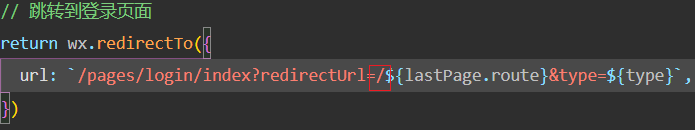 // 跳转到登录页面
return wx.redirectTo({
url: `/pages/login/index?redirectUrl=/${lastPage.route}&type=${type}`,
})